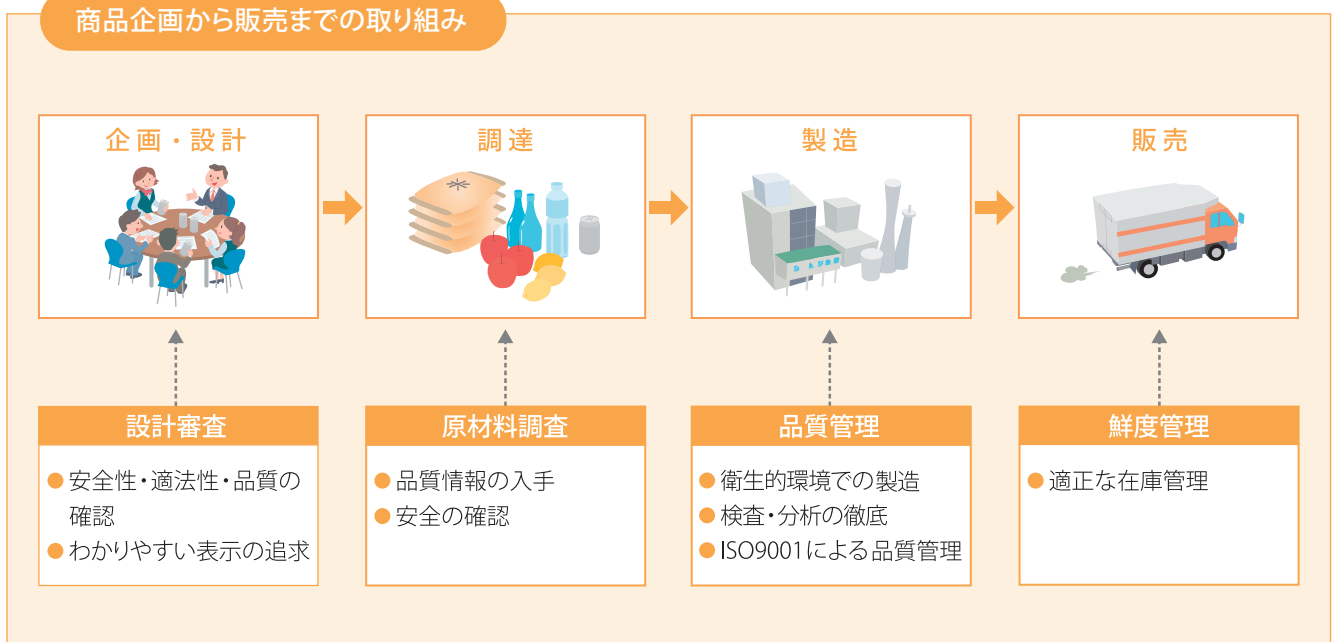 商品企画から販売までの取り組み
企画・設計
調達
製造
販売
設計審査
● 安全性・適法性・品質の
確認
● わかりやすい表示の追求
原材料調査
● 品質情報の入手
● 安全の確認
品質管理
● 衛生的環境での製造
● 検査・分析の徹底
● ISO9001による品質管理
鮮度管理
● 適正な在庫管理